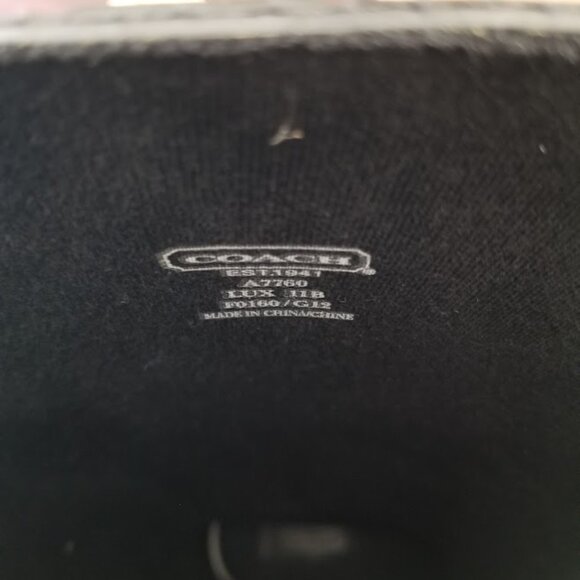 COACH®
EST.1941
A7760
LUX 11B
F0160/G12
MADE IN CHINA/CHINE